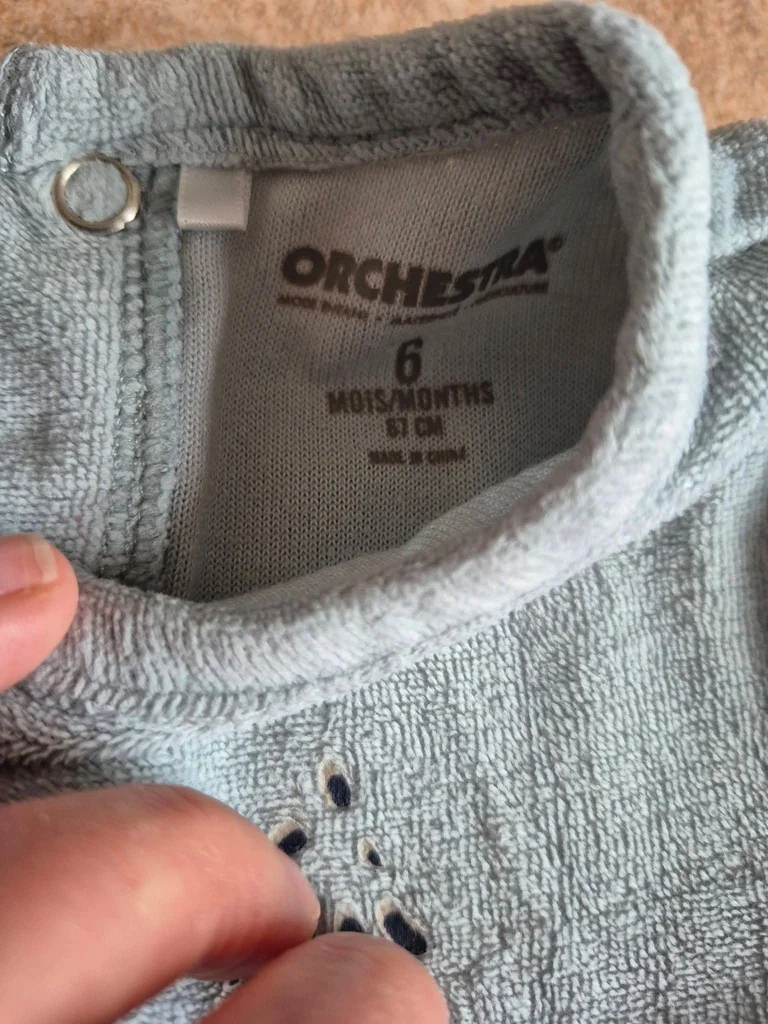 ORCHESTRA®
6
MOIS/MONTHS
67 CM
MADE IN CHINA